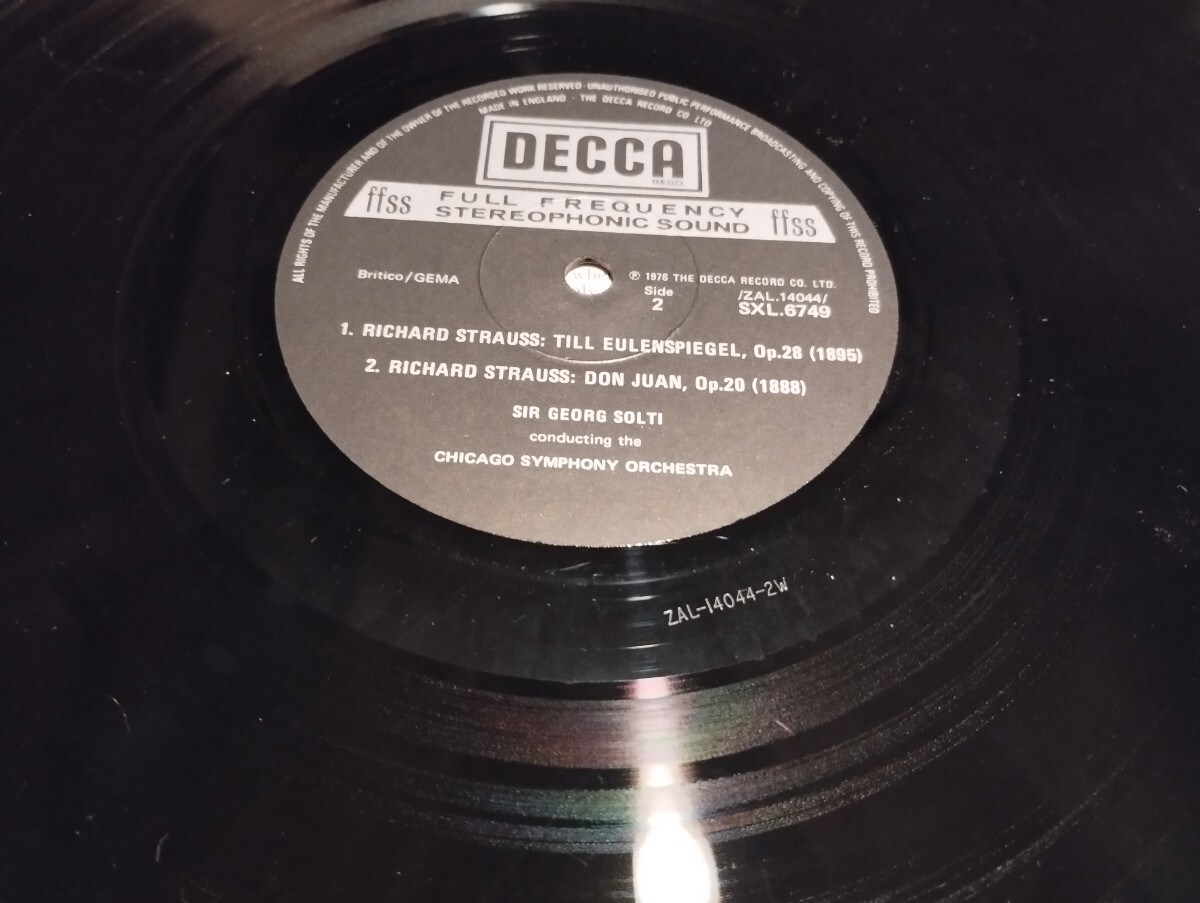 ALL RIGHTS OF THE MANUFACTURER AND OF THE OWNER OF THE RECORDED WORK RESERVED · UNAUTHORISED PUBLIC PERFORMANCE BROADCASTING AND COPYING OF THIS RECORD PROHIBITED
MADE IN ENGLAND · THE DECCA RECORD CO LTD
DECCA
REGD
ffss FULL FREQUENCY ffss
STEREOPHONIC SOUND
Britico/GEMA
℗ 1976 THE DECCA RECORD CO. LTD.
Side
2
/ZAL.14044/
SXL.6749
1. RICHARD STRAUSS: TILL EULENSPIEGEL, Op.28 (1895)
2. RICHARD STRAUSS: DON JUAN, Op.20 (1888)
SIR GEORG SOLTI
conducting the
CHICAGO SYMPHONY ORCHESTRA
ZAL-14044-2W